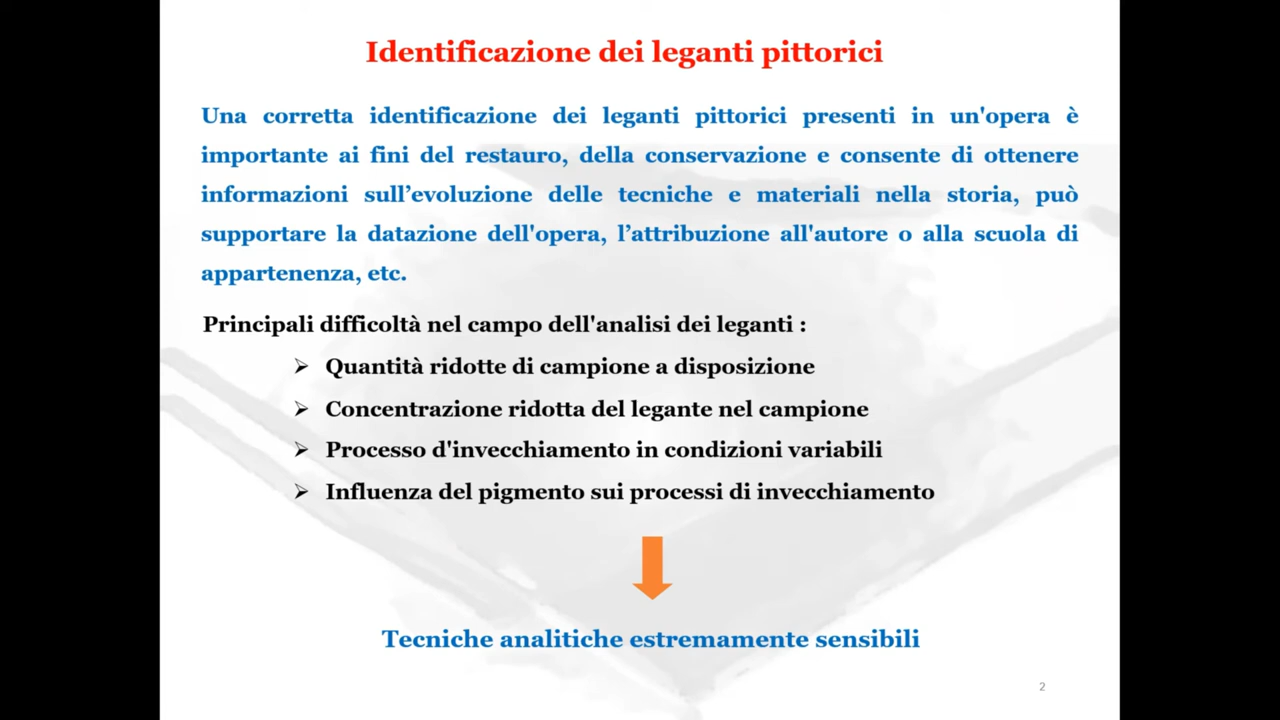 Identificazione dei leganti pittorici
Una corretta identificazione dei leganti pittorici presenti in un'opera è
importante ai fini del restauro, della conservazione e consente di ottenere
informazioni sull’evoluzione delle tecniche e materiali nella storia, può
supportare la datazione dell'opera, l’attribuzione all'autore o alla scuola di
appartenenza, etc.
Principali difficoltà nel campo dell'analisi dei leganti :
➢ Quantità ridotte di campione a disposizione
➢ Concentrazione ridotta del legante nel campione
➢ Processo d'invecchiamento in condizioni variabili
➢ Influenza del pigmento sui processi di invecchiamento
Tecniche analitiche estremamente sensibili
2